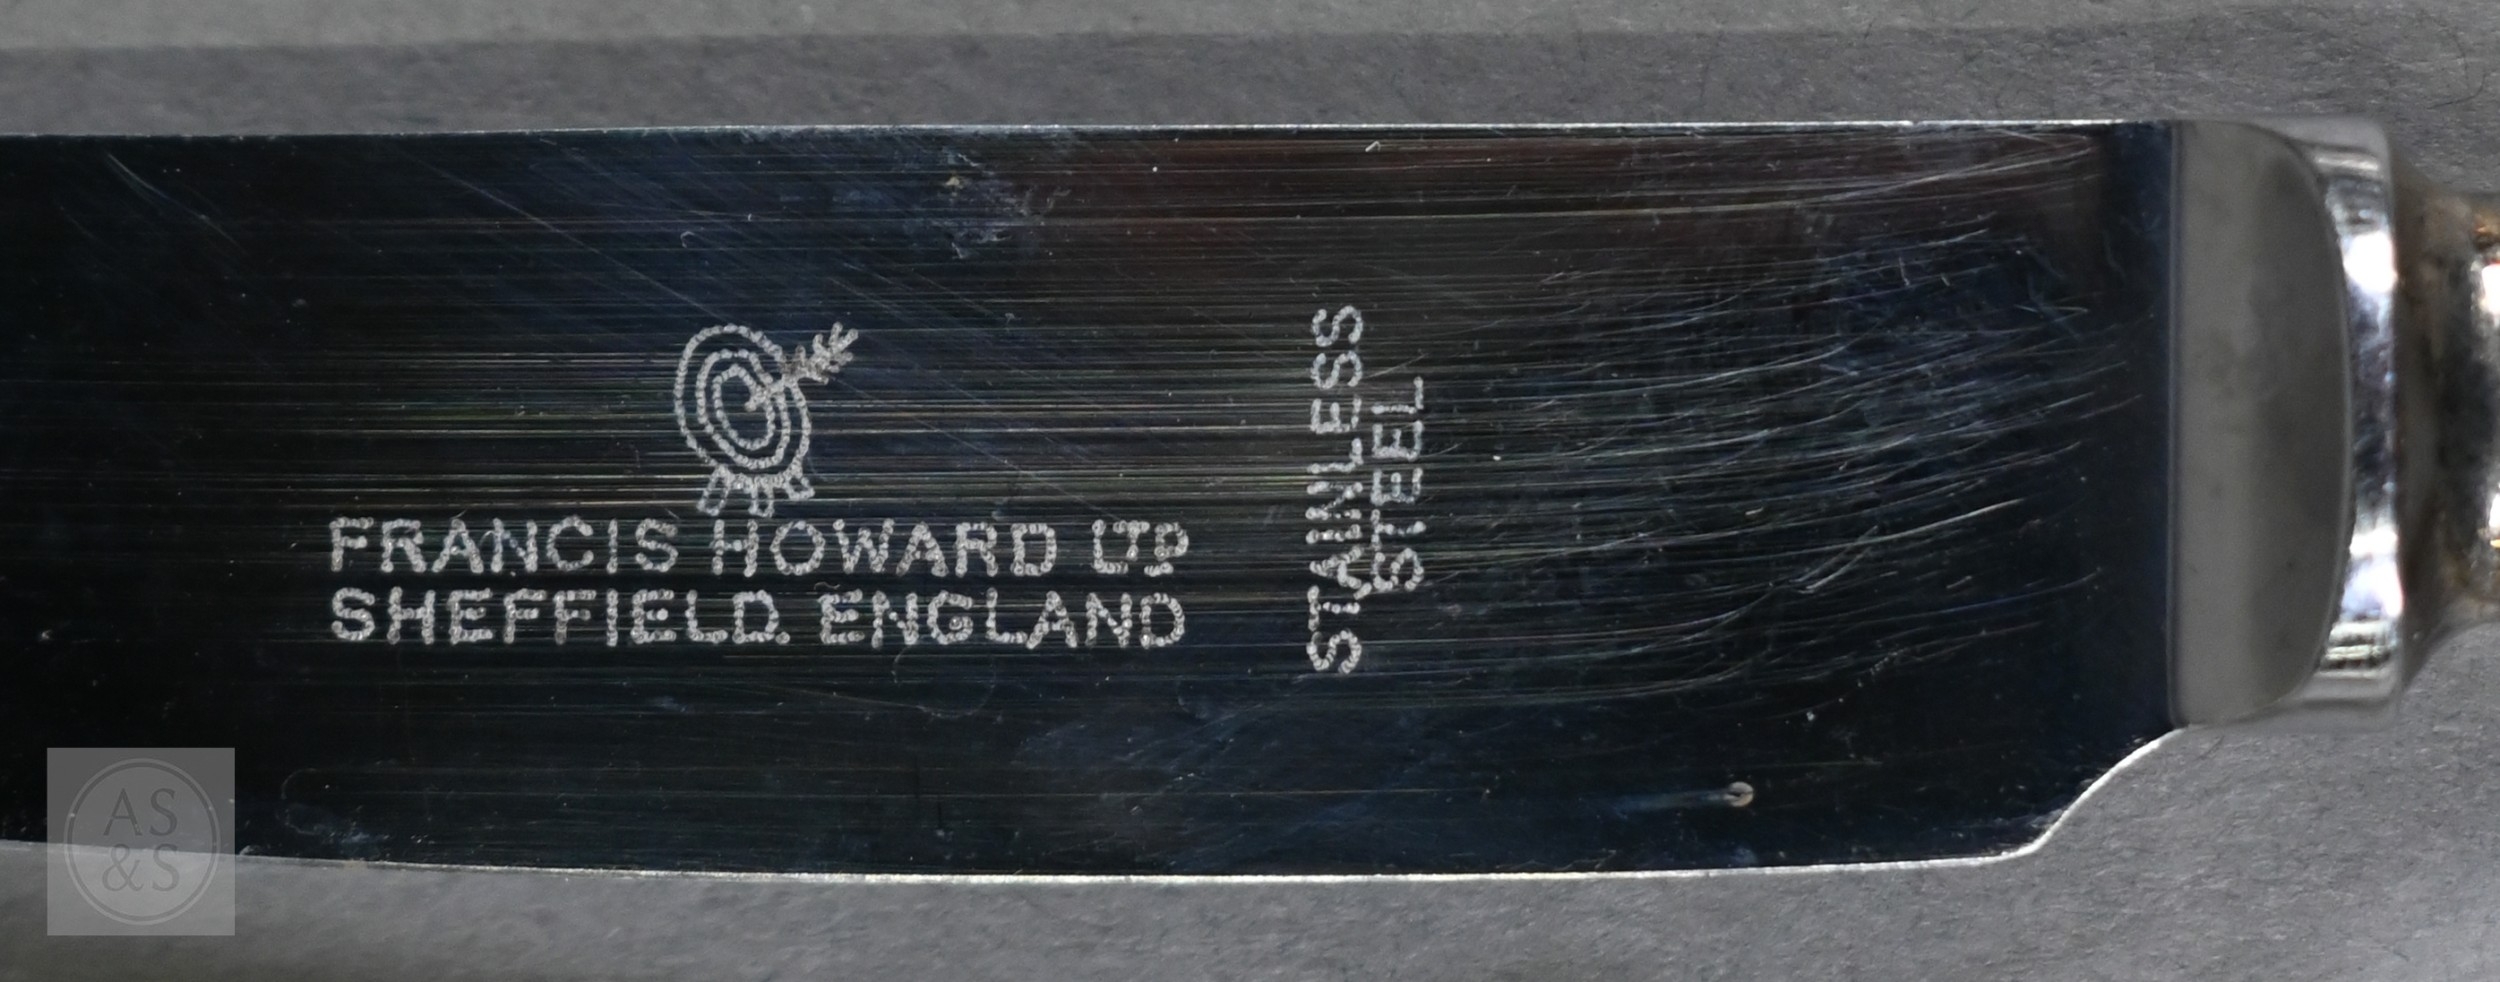 FRANCIS HOWARD LTD
SHEFFIELD. ENGLAND
STAINLESS
STEEL
AS
&S